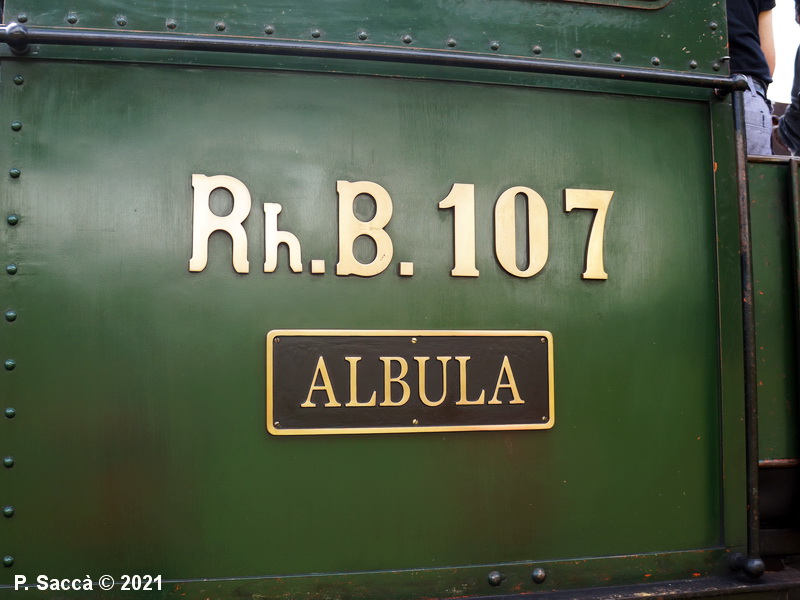 Rh.B. 107
ALBULA
P. Saccà © 2021